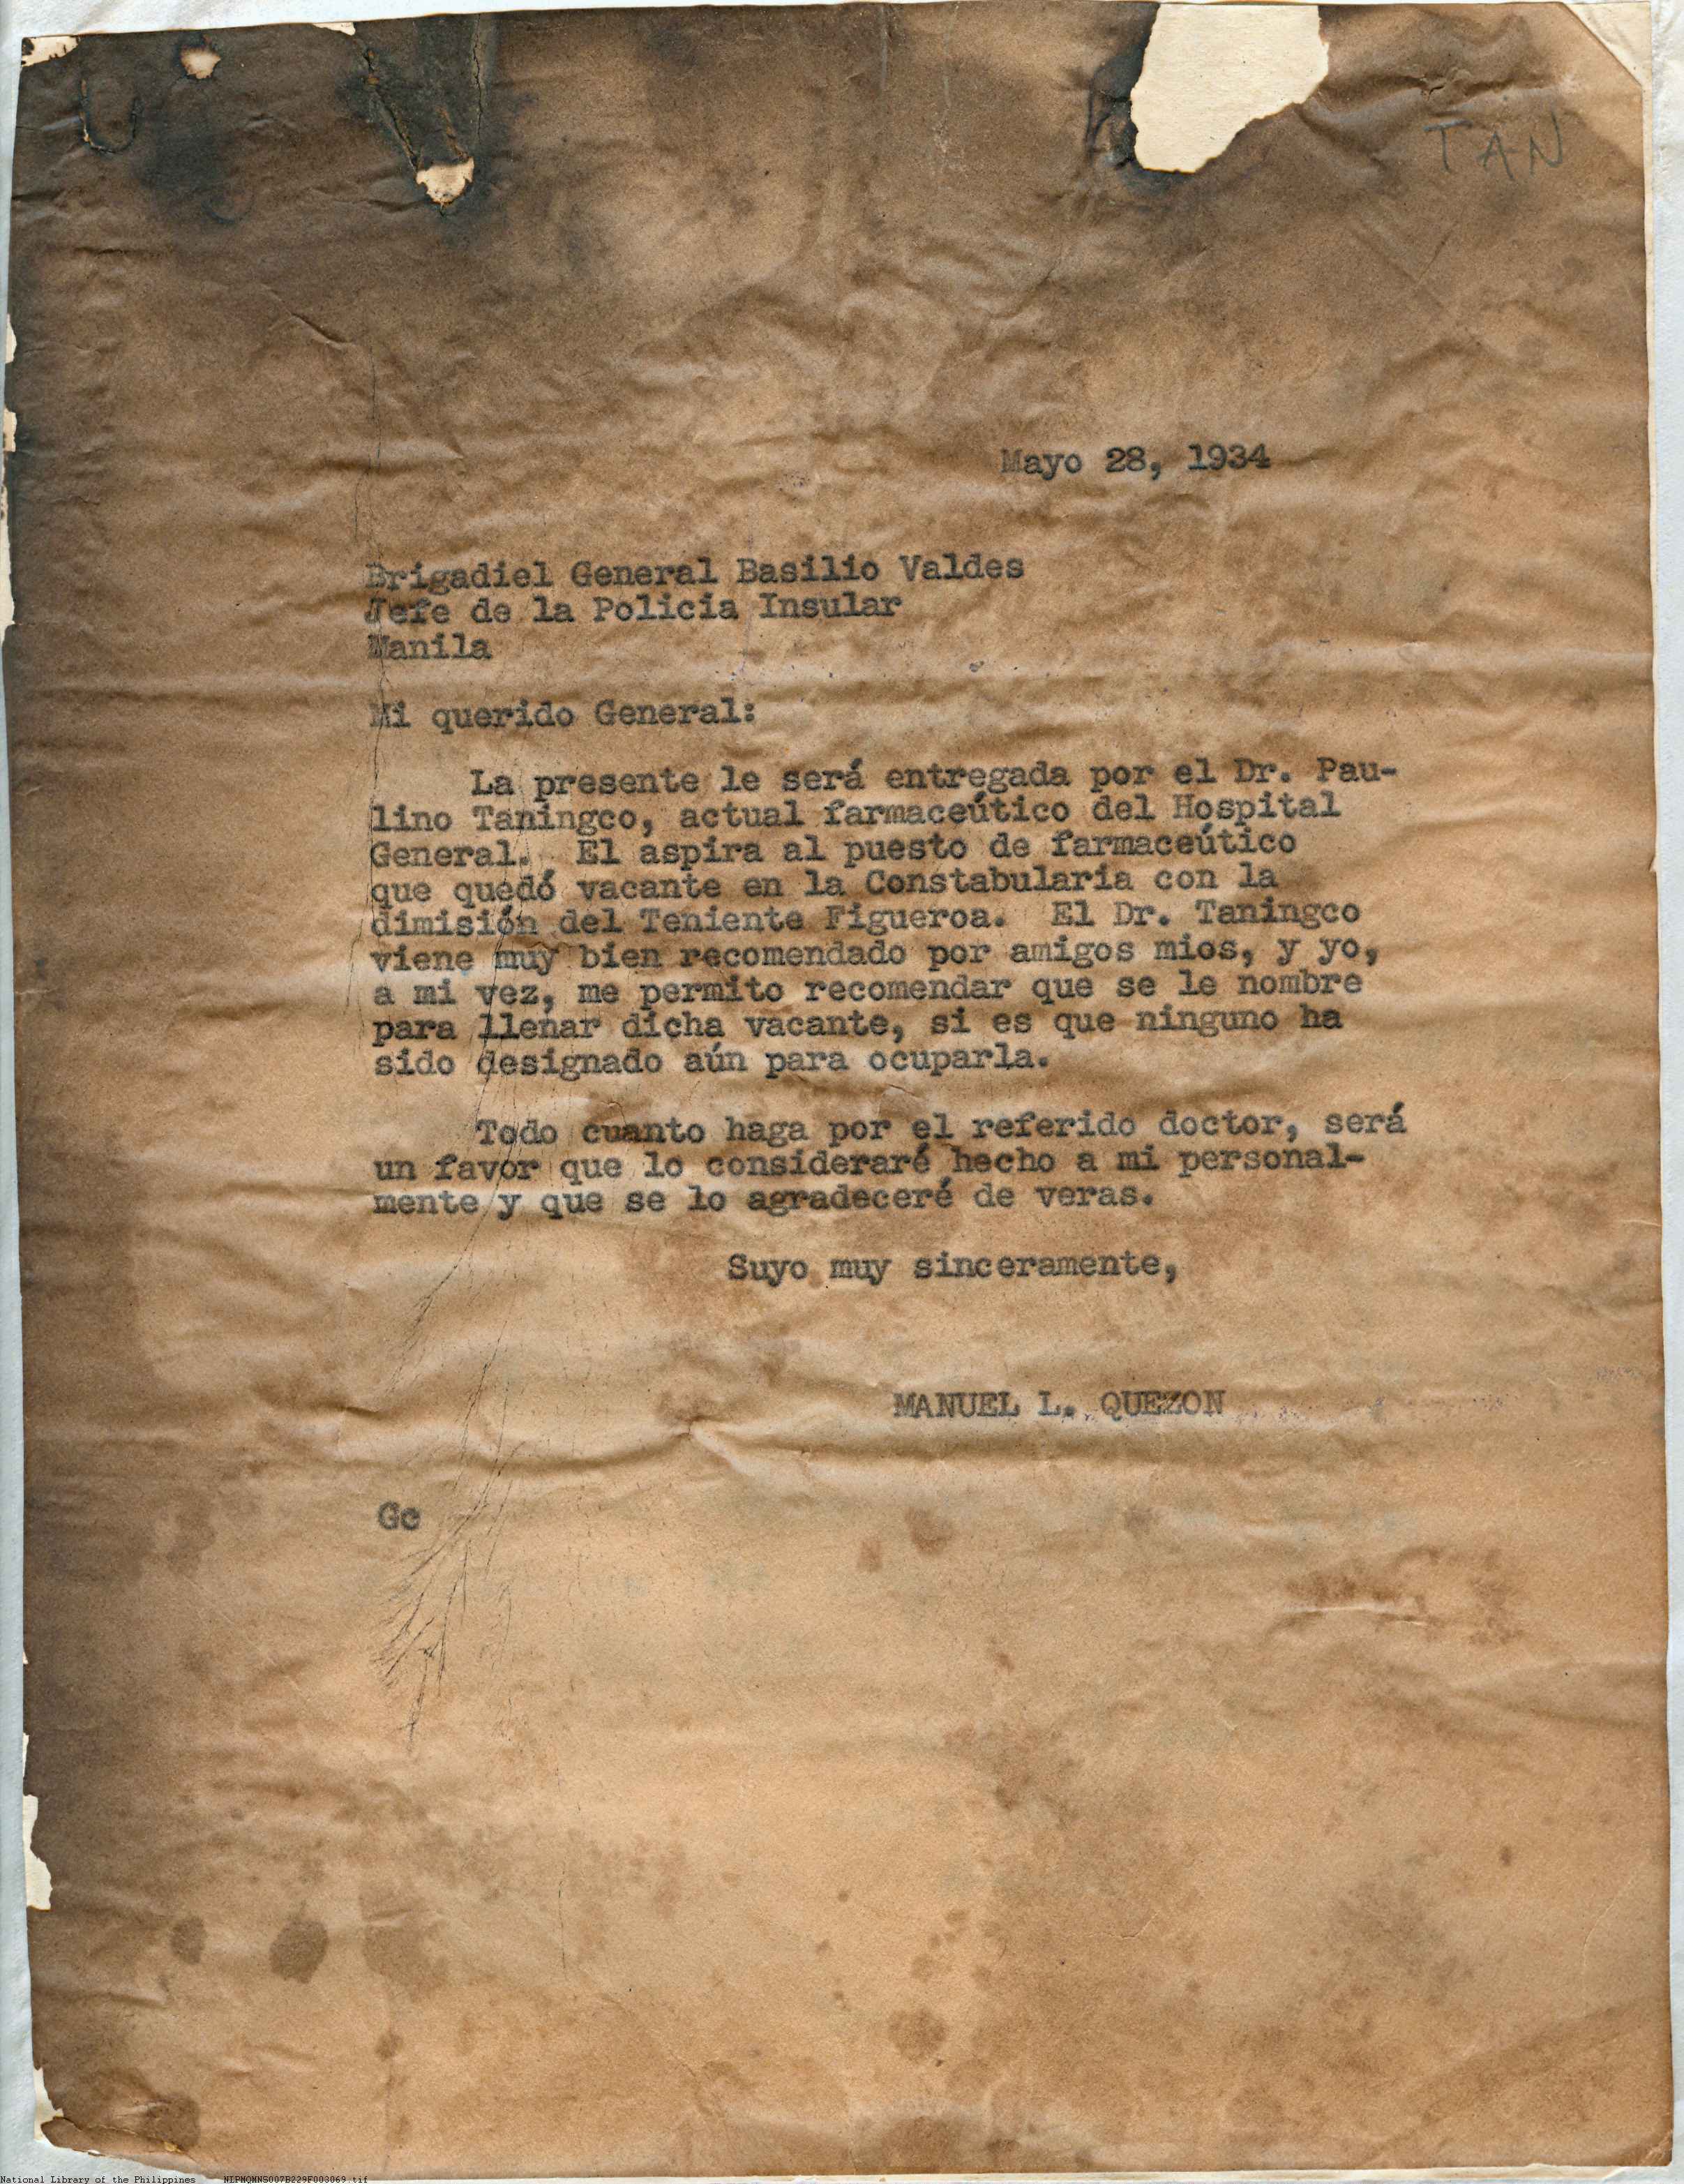 TAN
Mayo 28, 1934
Brigadiel General Basilio Valdes
Jefe de la Policia Insular
Manila
Mi querido General:
La presente le será entregada por el Dr. Pau-
lino Taningco, actual farmaceútico del Hospital
General. El aspira al puesto de farmaceútico
que quedó vacante en la Constabularia con la
dimisión del Teniente Figueroa. El Dr. Taningco
viene muy bien recomendado por amigos mios, y yo,
a mi vez, me permito recomendar que se le nombre
para llenar dicha vacante, si es que ninguno ha
sido designado aún para ocuparla.
Todo cuanto haga por el referido doctor, será
un favor que lo consideraré hecho a mi personal-
mente y que se lo agradeceré de veras.
Suyo muy sinceramente,
MANUEL L. QUEZON
Gc
National Library of the Philippines NLPMQMNS007B229F003069.tif